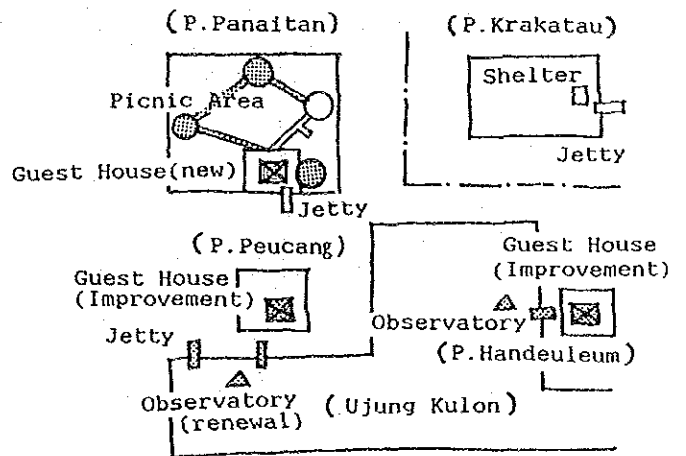 (P.Panaitan)
(P.Krakatau)
Shelter
Picnic Area
Jetty
Guest House(new)
Jetty
(P.Peucang)
Guest House
(Improvement)
Guest House
(Improvement)
Observatory
Jetty
(P.Handeuleum)
Observatory
(renewal)
(Ujung Kulon)